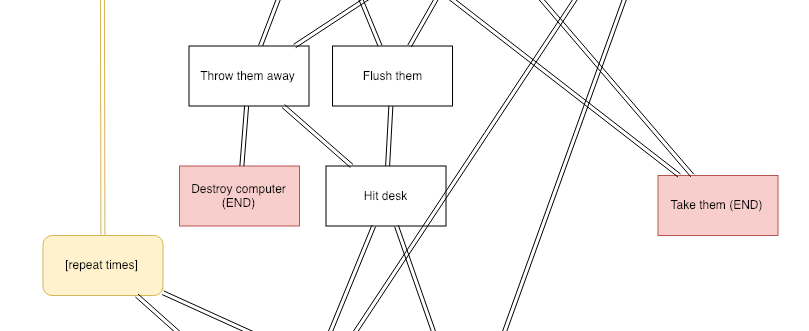 Throw them away
Flush them
Destroy computer
(END)
Hit desk
Take them (END)
[repeat times]